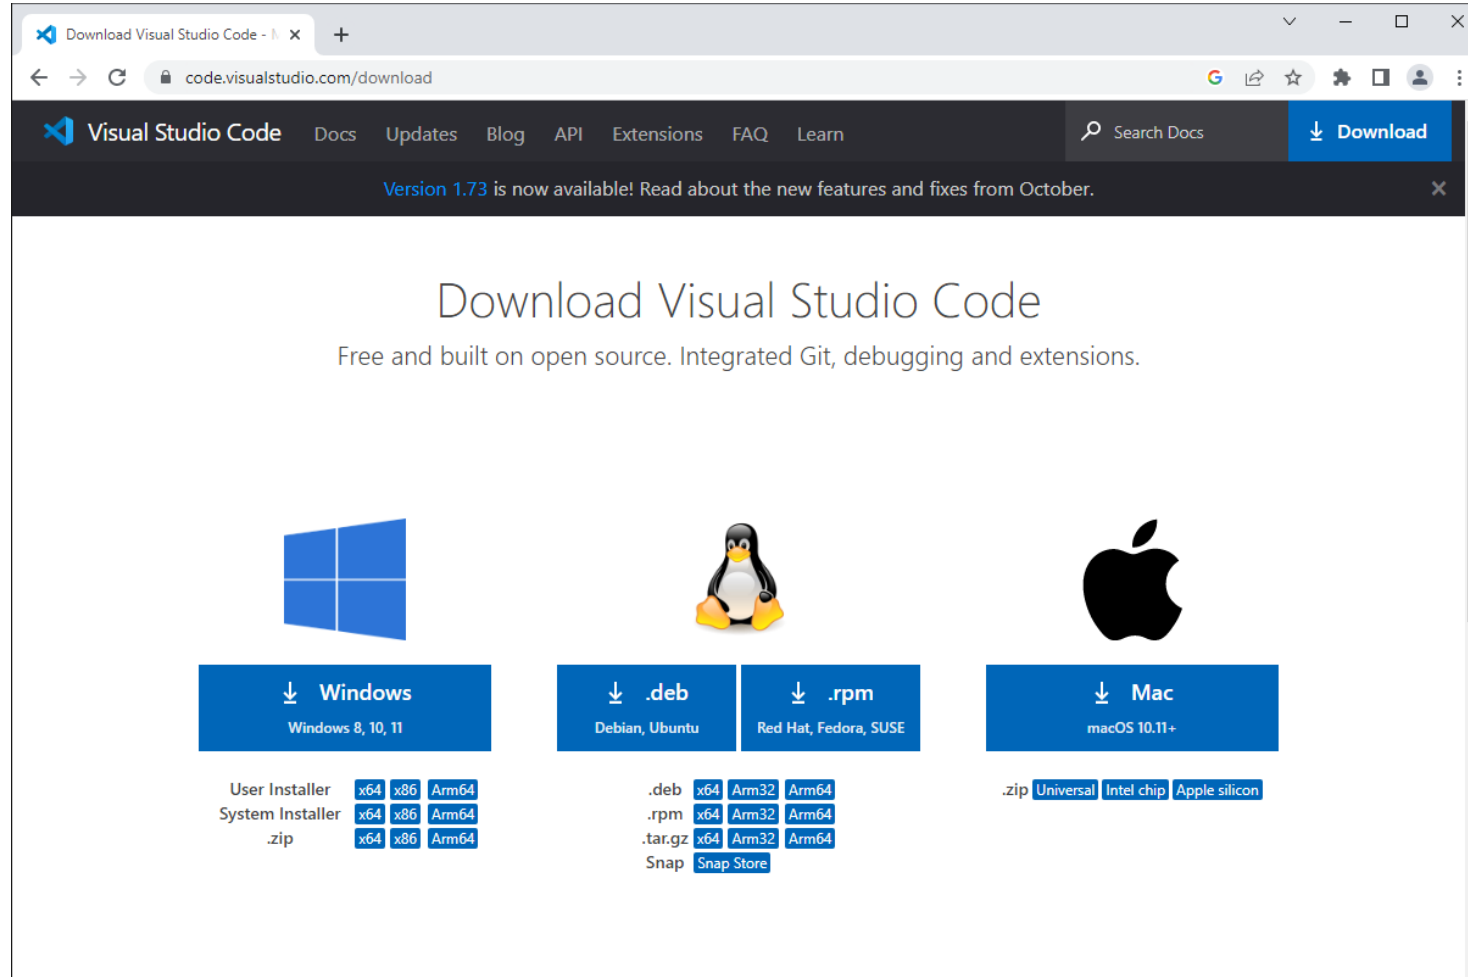 Download Visual Studio Code - M
code.visualstudio.com/download
Visual Studio Code Docs Updates Blog API Extensions FAQ Learn Search Docs Download
Version 1.73 is now available! Read about the new features and fixes from October.
Download Visual Studio Code
Free and built on open source. Integrated Git, debugging and extensions.
Windows
Windows 8, 10, 11
User Installer x64 x86 Arm64
System Installer x64 x86 Arm64
.zip x64 x86 Arm64
.deb
Debian, Ubuntu
.rpm
Red Hat, Fedora, SUSE
.deb x64 Arm32 Arm64
.rpm x64 Arm32 Arm64
.tar.gz x64 Arm32 Arm64
Snap Snap Store
Mac
macOS 10.11+
.zip Universal Intel chip Apple silicon